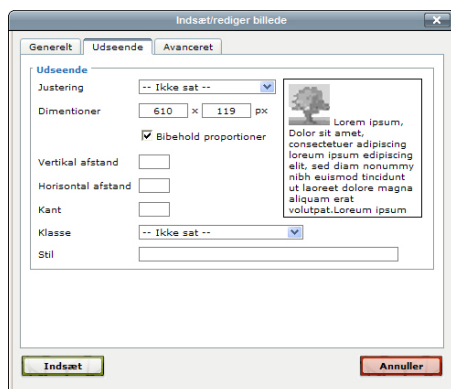 Indsæt/rediger billede
Generelt Udseende Avanceret
Udseende
Justering -- Ikke sat --
Dimentioner 610 × 119 px
Bibehold proportioner
Vertikal afstand
Horisontal afstand
Kant
Klasse -- Ikke sat --
Stil
Lorem ipsum,
Dolor sit amet,
consectetuer adipiscing
loreum ipsum edipiscing
elit, sed diam nonummy
nibh euismod tincidunt
ut laoreet dolore magna
aliquam erat
volutpat.Loreum ipsum
Indsæt Annuller